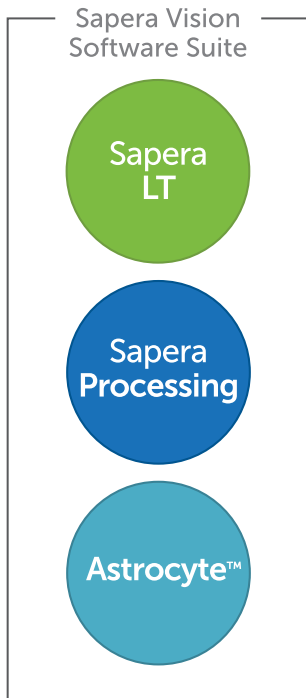 Sapera Vision
Software Suite
Sapera
LT
Sapera
Processing
Astrocyte™